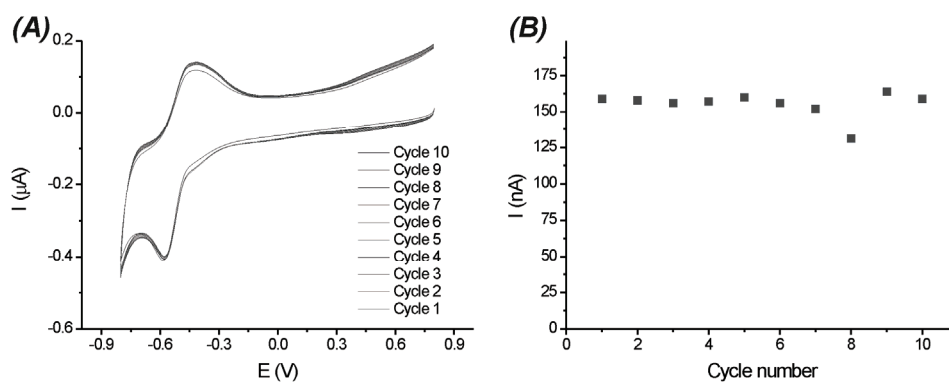 (A)
0.2
0.0
-0.2
-0.4
-0.6
I (µA)
-0.9 -0.6 -0.3 0.0 0.3 0.6 0.9
E (V)
Cycle 10
Cycle 9
Cycle 8
Cycle 7
Cycle 6
Cycle 5
Cycle 4
Cycle 3
Cycle 2
Cycle 1
(B)
175
150
125
100
75
50
25
0
I (nA)
0 2 4 6 8 10
Cycle number